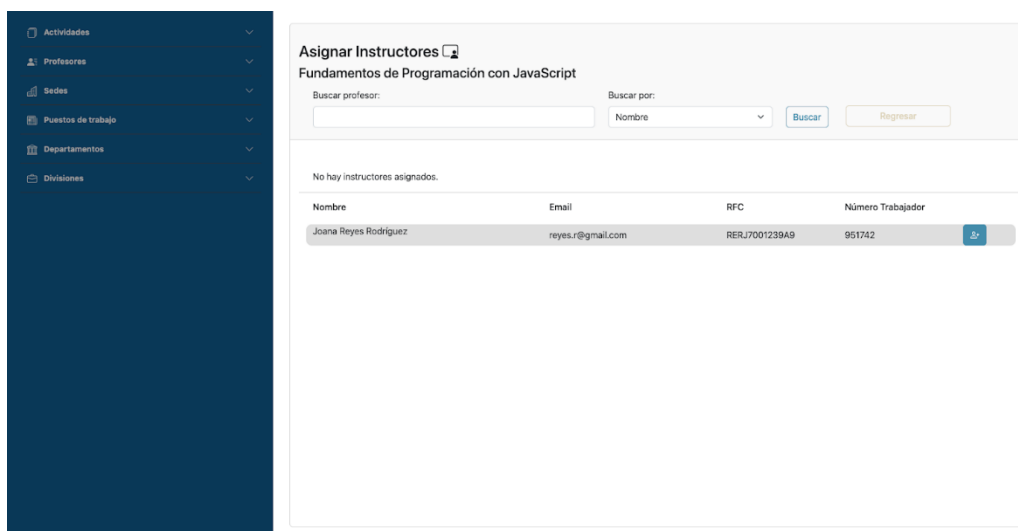 Actividades
Profesores
Sedes
Puestos de trabajo
Departamentos
Divisiones
Asignar Instructores
Fundamentos de Programación con JavaScript
Buscar profesor: Buscar por:
Nombre Buscar Regresar
No hay instructores asignados.
Nombre Email RFC Número Trabajador
Joana Reyes Rodríguez reyes.r@gmail.com RERJ7001239A9 951742